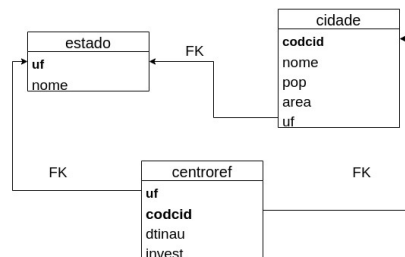 cidade
codcid
nome
pop
area
uf
estado
uf
nome
FK
FK
FK
centroref
uf
codcid
dtinau
invest